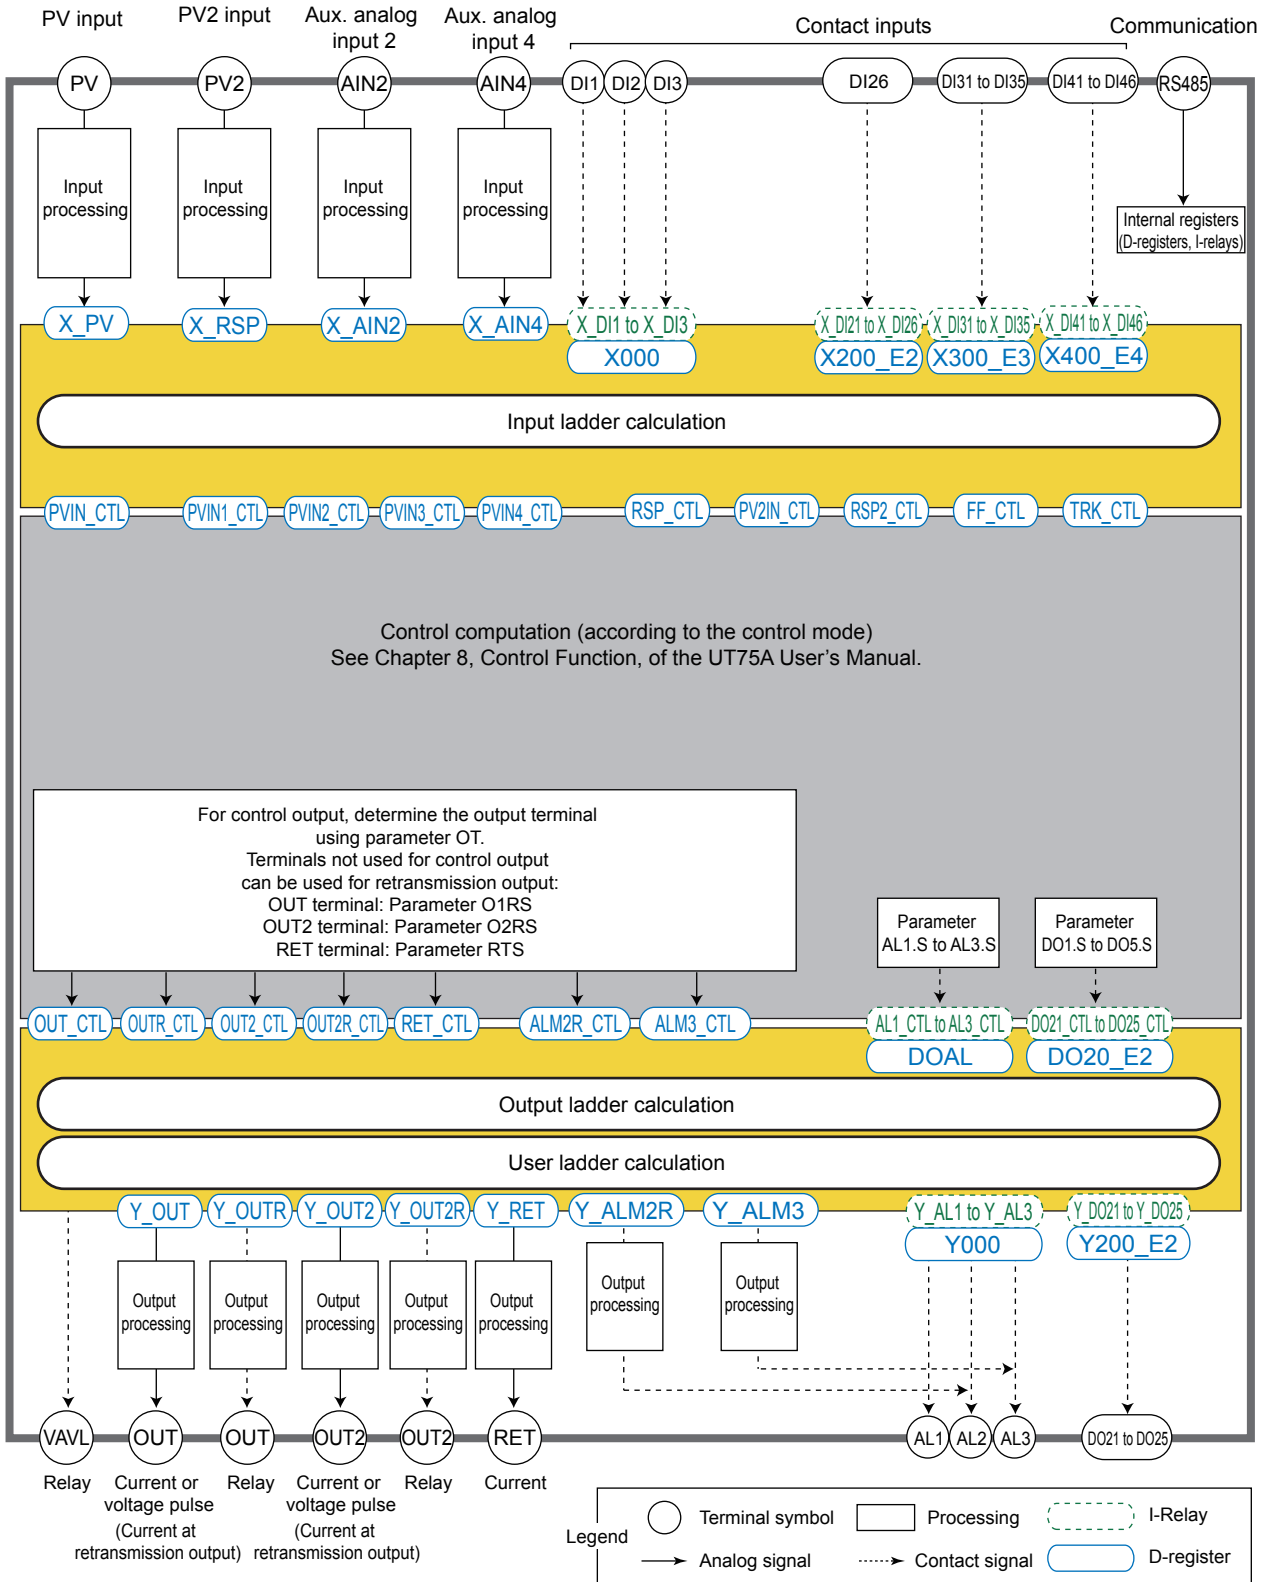 PV input
PV2 input
Aux. analog
input 2
Aux. analog
input 4
Contact inputs
Communication
PV
PV2
AIN2
AIN4
DI1
DI2
DI3
DI26
DI31 to DI35
DI41 to DI46
RS485
Input
processing
Input
processing
Input
processing
Input
processing
Internal registers
(D-registers, I-relays)
X_PV
X_RSP
X_AIN2
X_AIN4
X_DI1 to X_DI3
X_DI21 to X_DI26
X_DI31 to X_DI35
X_DI41 to X_DI46
X000
X200_E2
X300_E3
X400_E4
Input ladder calculation
PVIN_CTL
PVIN1_CTL
PVIN2_CTL
PVIN3_CTL
PVIN4_CTL
RSP_CTL
PV2IN_CTL
RSP2_CTL
FF_CTL
TRK_CTL
Control computation (according to the control mode)
See Chapter 8, Control Function, of the UT75A User's Manual.
For control output, determine the output terminal
using parameter OT.
Terminals not used for control output
can be used for retransmission output:
OUT terminal: Parameter O1RS
OUT2 terminal: Parameter O2RS
RET terminal: Parameter RTS
Parameter
AL1.S to AL3.S
Parameter
DO1.S to DO5.S
OUT_CTL
OUTR_CTL
OUT2_CTL
OUT2R_CTL
RET_CTL
ALM2R_CTL
ALM3_CTL
AL1_CTL to AL3_CTL
DO21_CTL to DO25_CTL
DOAL
DO20_E2
Output ladder calculation
User ladder calculation
Y_OUT
Y_OUTR
Y_OUT2
Y_OUT2R
Y_RET
Y_ALM2R
Y_ALM3
Y_AL1 to Y_AL3
Y_DO21 to Y_DO25
Y000
Y200_E2
Output
processing
Output
processing
Output
processing
Output
processing
Output
processing
Output
processing
Output
processing
VAVL
OUT
OUT
OUT2
OUT2
RET
AL1
AL2
AL3
DO21 to DO25
Relay
Current or
voltage pulse
(Current at
retransmission output)
Relay
Current or
voltage pulse
(Current at
retransmission output)
Relay
Current
Legend
Terminal symbol
Processing
I-Relay
Analog signal
Contact signal
D-register